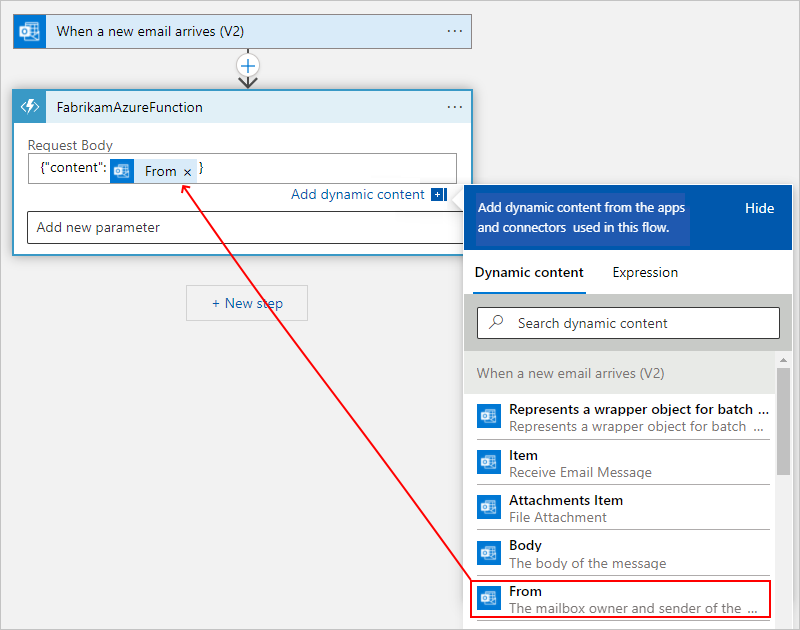 When a new email arrives (V2)
FabrikamAzureFunction
Request Body
{"content": From × }
Add dynamic content
Add new parameter
+ New step
Add dynamic content from the apps
and connectors used in this flow.
Hide
Dynamic content Expression
Search dynamic content
When a new email arrives (V2)
Represents a wrapper object for batch ...
Represents a wrapper object for batch ...
Item
Receive Email Message
Attachments Item
File Attachment
Body
The body of the message
From
The mailbox owner and sender of the ...